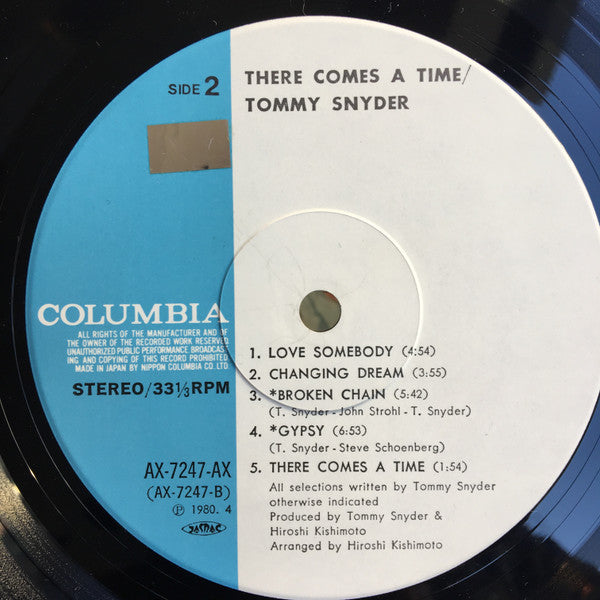 SIDE 2
THERE COMES A TIME/
TOMMY SNYDER
COLUMBIA
ALL RIGHTS OF THE MANUFACTURER AND OF
THE OWNER OF THE RECORDED WORK RESERVED
UNAUTHORIZED PUBLIC PERFORMANCE BROADCAST-
ING AND COPYING OF THIS RECORD PROHIBITED
MADE IN JAPAN BY NIPPON COLUMBIA CO. LTD.
STEREO/33⅓RPM
AX-7247-AX
(AX-7247-B)
Ⓟ 1980. 4
JASRAC
1. LOVE SOMEBODY (4:54)
2. CHANGING DREAM (3:55)
3. *BROKEN CHAIN (5:42)
(T. Snyder-John Strohl-T. Snyder)
4. *GYPSY (6:53)
(T. Snyder-Steve Schoenberg)
5. THERE COMES A TIME (1:54)
All selections written by Tommy Snyder
otherwise indicated
Produced by Tommy Snyder &
Hiroshi Kishimoto
Arranged by Hiroshi Kishimoto